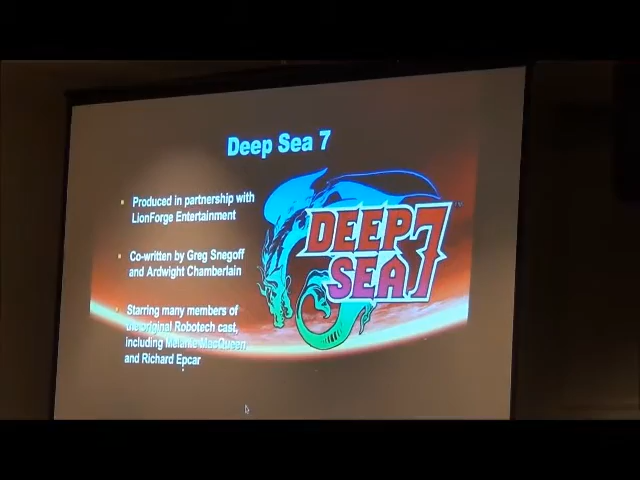 Deep Sea 7
Produced in partnership with
LionForge Entertainment
Co-written by Greg Snegoff
and Ardwight Chamberlain
Starring many members of
the original Robotech cast,
including Melanie MacQueen
and Richard Epcar
DEEP
SEA 7
TM